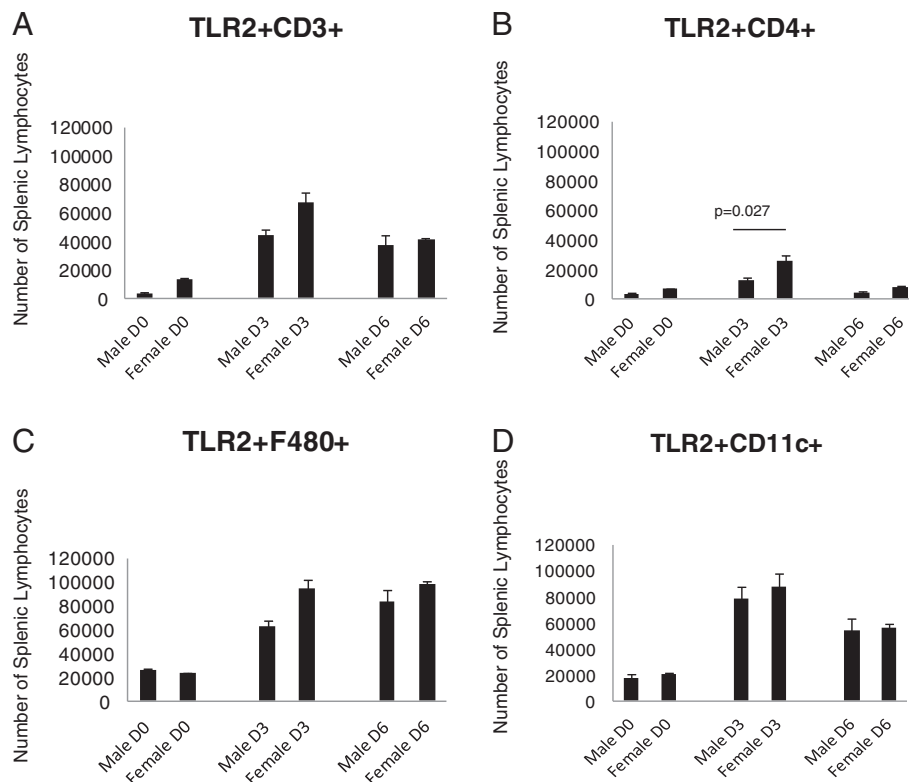 A
TLR2+CD3+
Number of Splenic Lymphocytes
120000
100000
80000
60000
40000
20000
0
Male D0
Female D0
Male D3
Female D3
Male D6
Female D6
B
TLR2+CD4+
Number of Splenic Lymphocytes
120000
100000
80000
60000
40000
20000
0
p=0.027
Male D0
Female D0
Male D3
Female D3
Male D6
Female D6
C
TLR2+F480+
Number of Splenic Lymphocytes
120000
100000
80000
60000
40000
20000
0
Male D0
Female D0
Male D3
Female D3
Male D6
Female D6
D
TLR2+CD11c+
Number of Splenic Lymphocytes
120000
100000
80000
60000
40000
20000
0
Male D0
Female D0
Male D3
Female D3
Male D6
Female D6